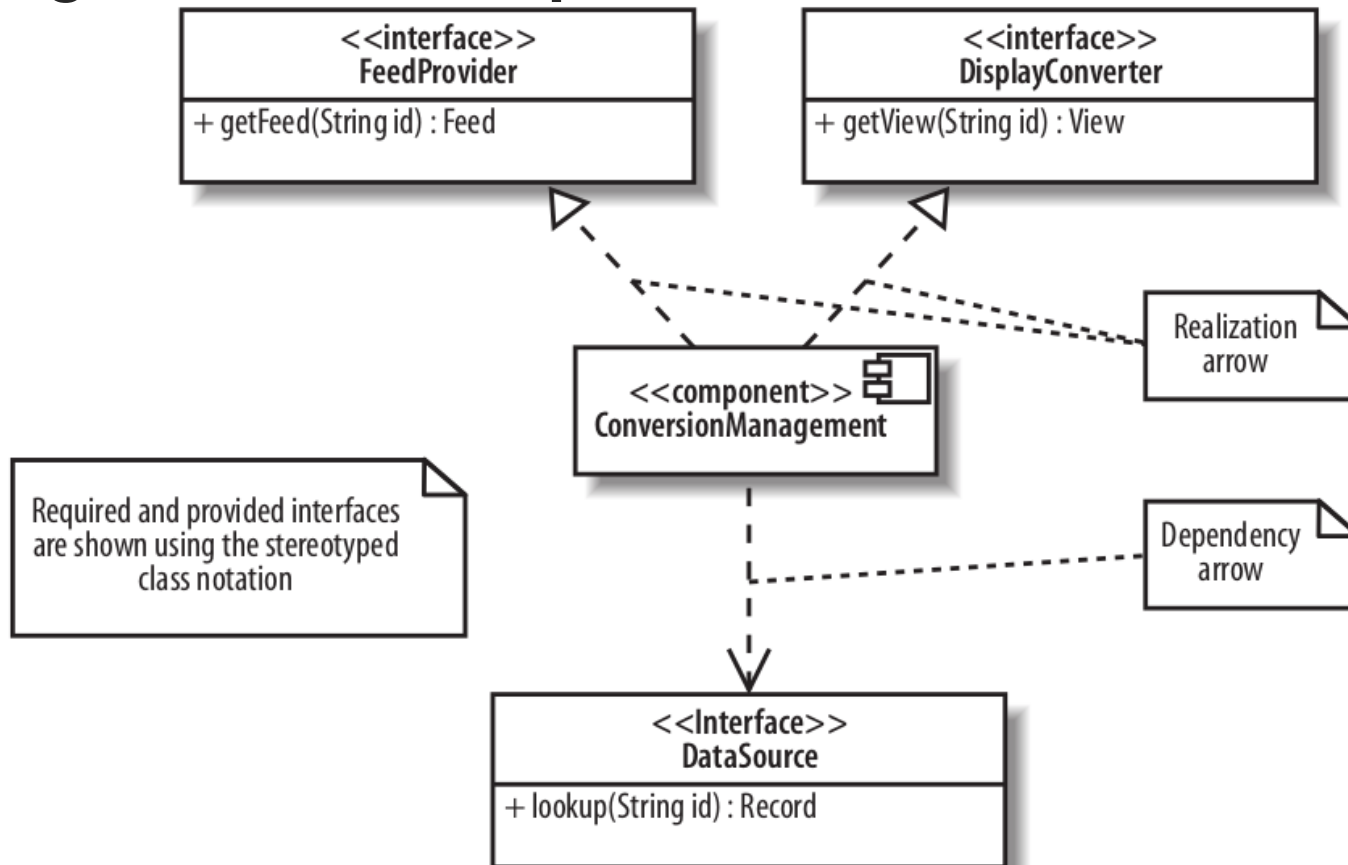 <<interface>>
FeedProvider
+ getFeed(String id) : Feed
<<interface>>
DisplayConverter
+ getView(String id) : View
Realization
arrow
<<component>>
ConversionManagement
Required and provided interfaces
are shown using the stereotyped
class notation
Dependency
arrow
<<Interface>>
DataSource
+ lookup(String id) : Record